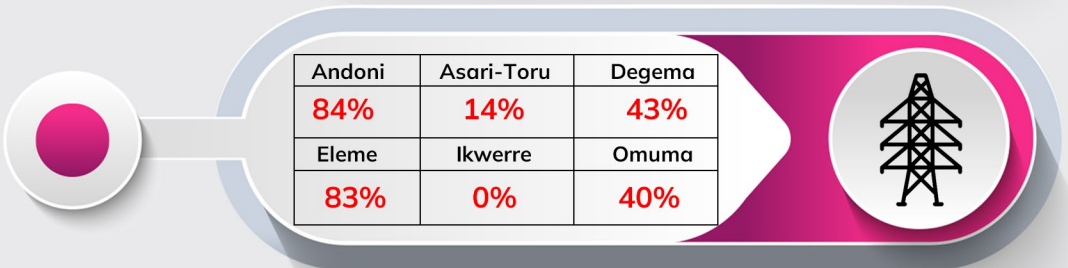 Andoni Asari-Toru Degema
84% 14% 43%
Eleme Ikwerre Omuma
83% 0% 40%